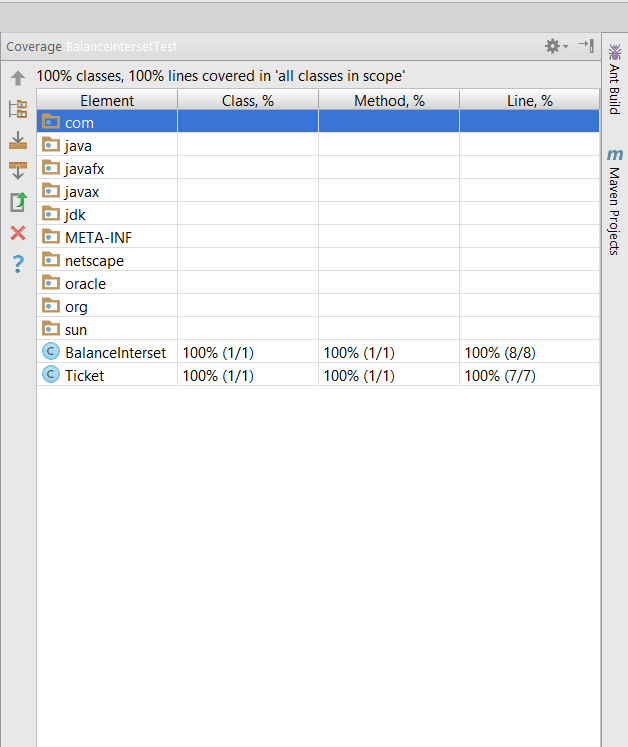 Coverage BalanceIntersetTest
100% classes, 100% lines covered in 'all classes in scope'
Element Class, % Method, % Line, %
com
java
javafx
javax
jdk
META-INF
netscape
oracle
org
sun
C BalanceInterset 100% (1/1) 100% (1/1) 100% (8/8)
C Ticket 100% (1/1) 100% (1/1) 100% (7/7)
?
Ant Build
m Maven Projects